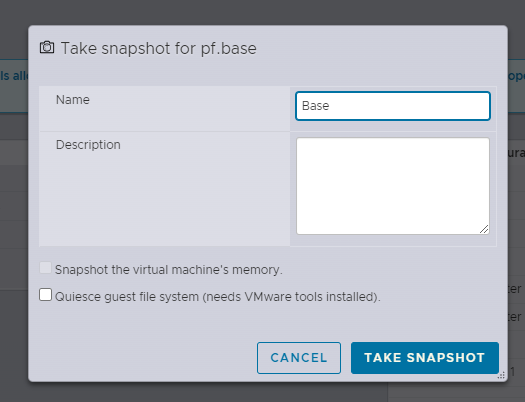 Take snapshot for pf.base
Name
Base
Description
Snapshot the virtual machine's memory.
Quiesce guest file system (needs VMware tools installed).
CANCEL
TAKE SNAPSHOT